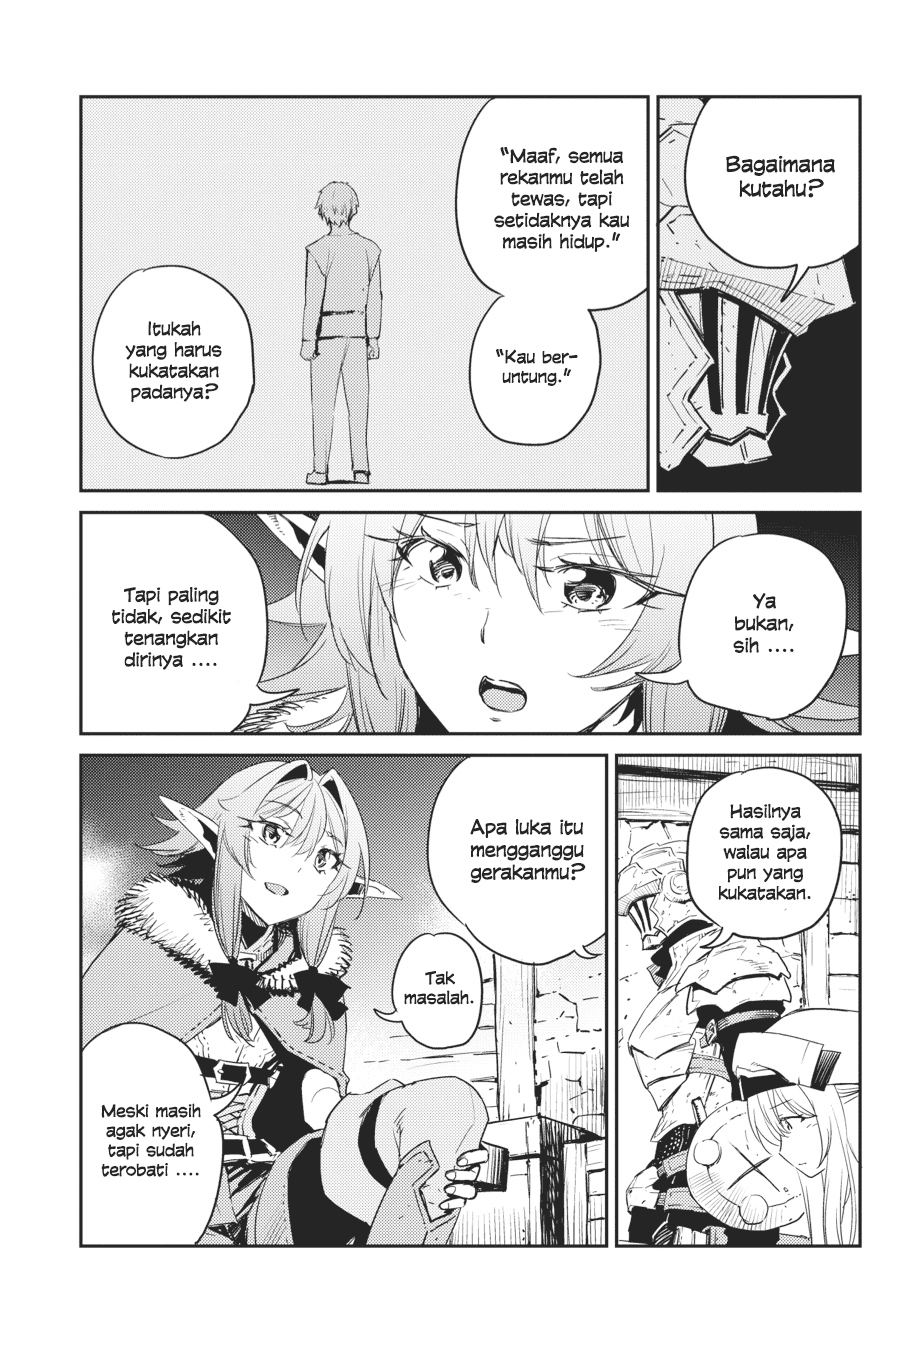 Bagaimana
kutahu?
"Maaf, semua
rekanmu telah
tewas, tapi
setidaknya kau
masih hidup."
"Kau ber-
untung."
Itukah
yang harus
kukatakan
padanya?
Ya
bukan,
sih ....
Tapi paling
tidak, sedikit
tenangkan
dirinya ....
Hasilnya
sama saja,
walau apa
pun yang
kukatakan.
Apa luka itu
mengganggu
gerakanmu?
Tak
masalah.
Meski masih
agak nyeri,
tapi sudah
terobati ....